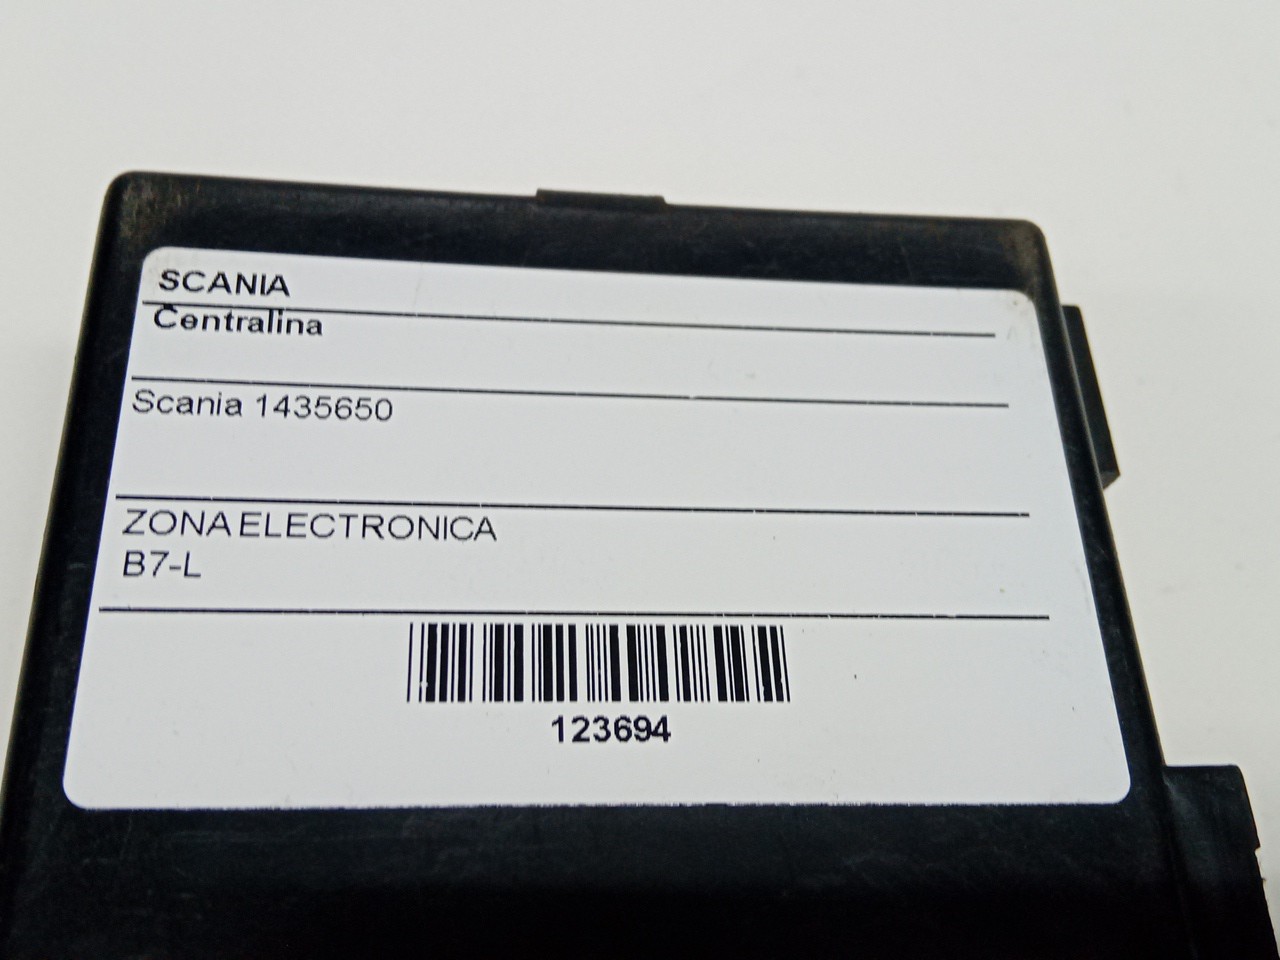 SCANIA
Centralina
Scania 1435650
ZONA ELECTRONICA
B7-L
123694